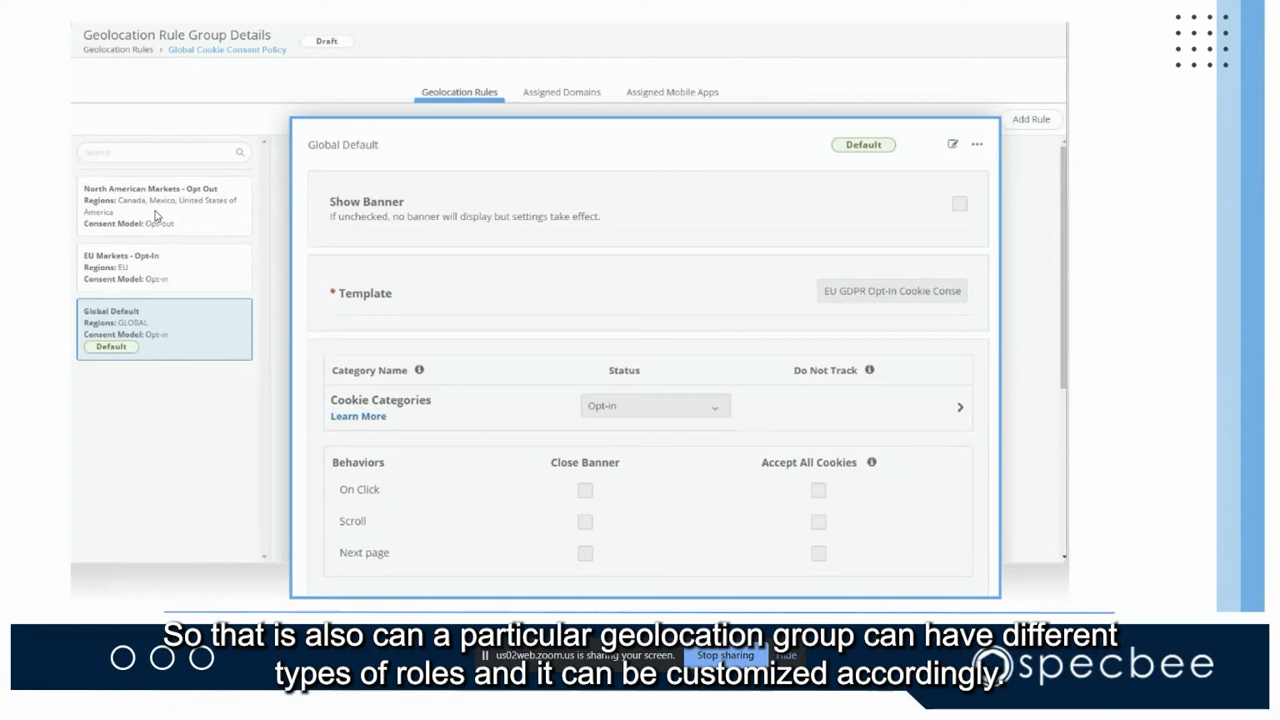 Geolocation Rule Group Details
Draft
Geolocation Rules > Global Cookie Consent Policy
Geolocation Rules
Assigned Domains
Assigned Mobile Apps
Add Rule
Search
North American Markets - Opt Out
Regions: Canada, Mexico, United States of
America
Consent Model: Opt-out
EU Markets - Opt-In
Regions: EU
Consent Model: Opt-in
Global Default
Regions: GLOBAL
Consent Model: Opt-in
Default
Global Default
Default
Show Banner
If unchecked, no banner will display but settings take effect.
* Template
EU GDPR Opt-In Cookie Conse
Category Name
Status
Do Not Track
Cookie Categories
Opt-in
Learn More
Behaviors
Close Banner
Accept All Cookies
On Click
Scroll
Next page
So that is also can a particular geolocation group can have different
us02web.zoom.us is sharing your screen.
Stop sharing
Hide
types of roles and it can be customized accordingly.
specbee